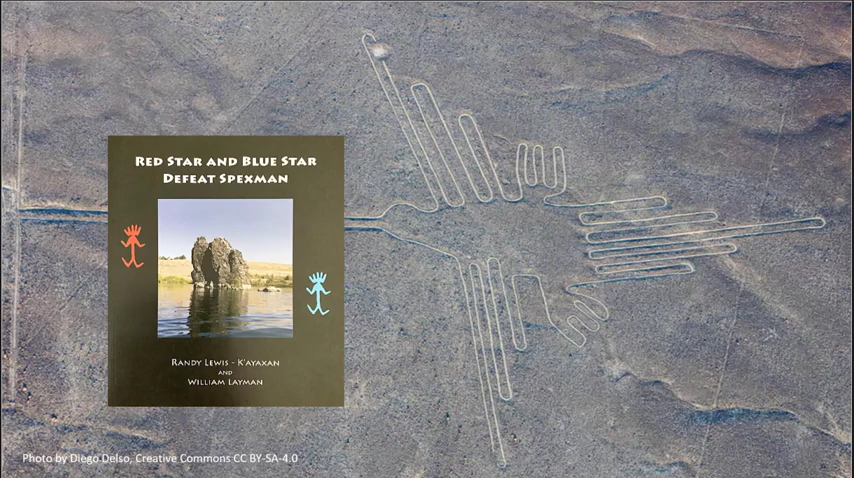 RED STAR AND BLUE STAR
DEFEAT SPEXMAN
RANDY LEWIS - K'AYAXAN
AND
WILLIAM LAYMAN
Photo by Diego Delso, Creative Commons CC BY-SA-4.0